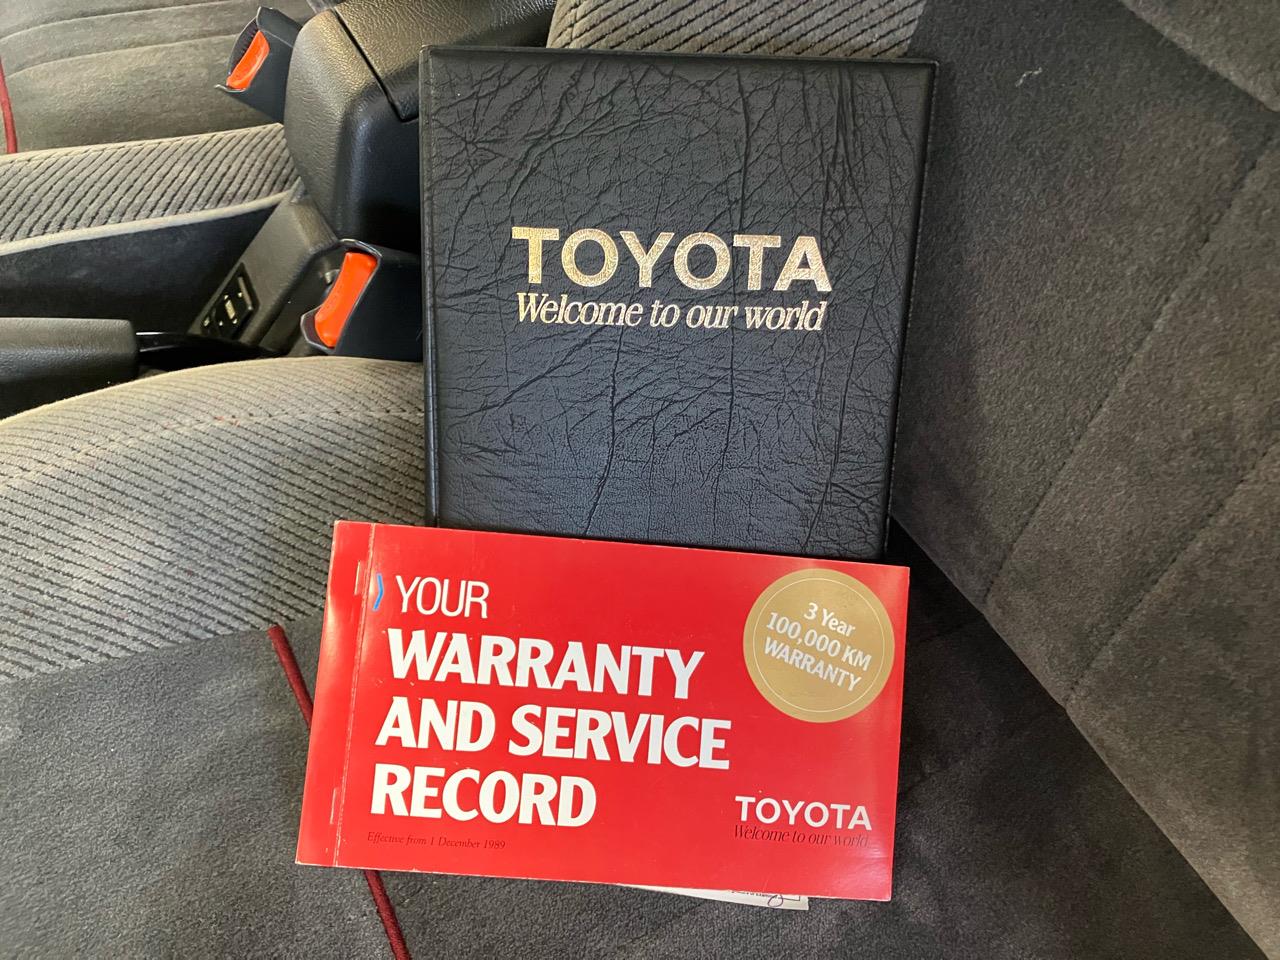 TOYOTA
Welcome to our world
YOUR
WARRANTY
AND SERVICE
RECORD
Effective from 1 December 1989
3 Year
100,000 KM
WARRANTY
TOYOTA
Welcome to our world